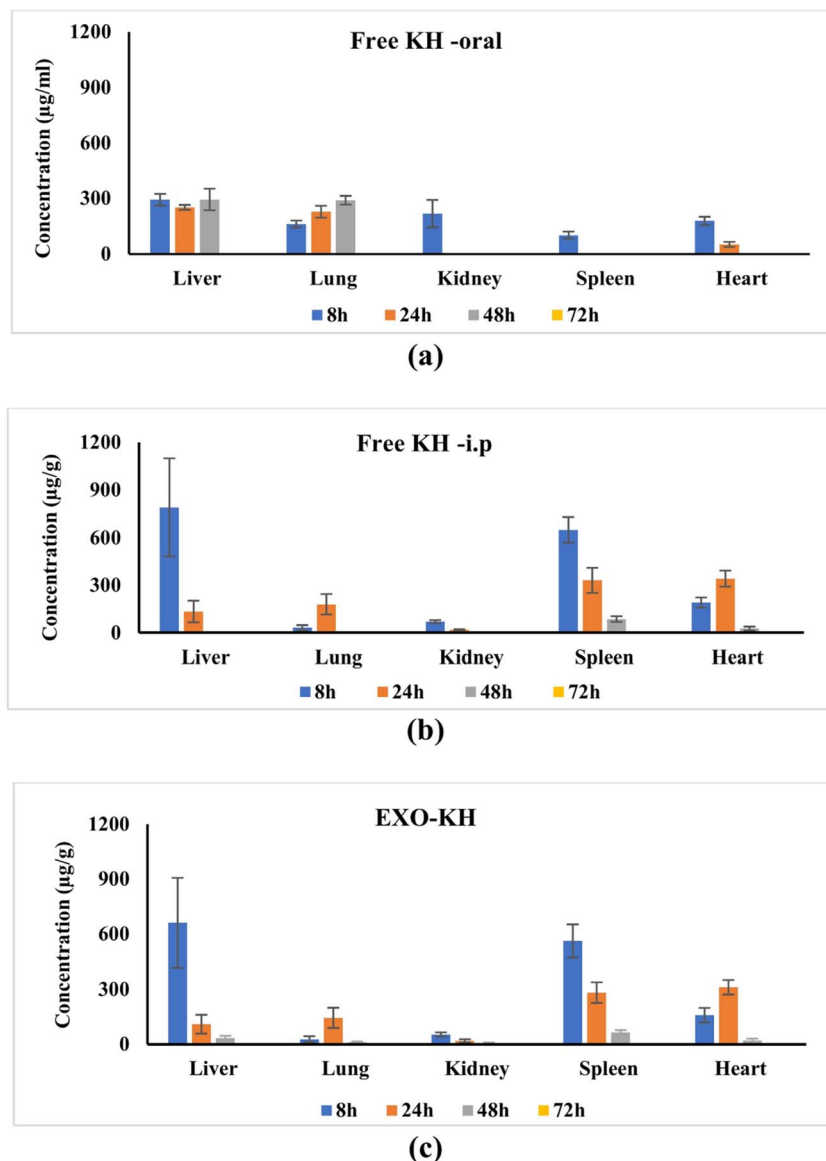 Free KH -oral
Concentration (µg/ml)
1200
900
600
300
0
Liver Lung Kidney Spleen Heart
8h 24h 48h 72h
(a)
Free KH -i.p
Concentration (µg/g)
1200
900
600
300
0
Liver Lung Kidney Spleen Heart
8h 24h 48h 72h
(b)
EXO-KH
Concentration (µg/g)
1200
900
600
300
0
Liver Lung Kidney Spleen Heart
8h 24h 48h 72h
(c)